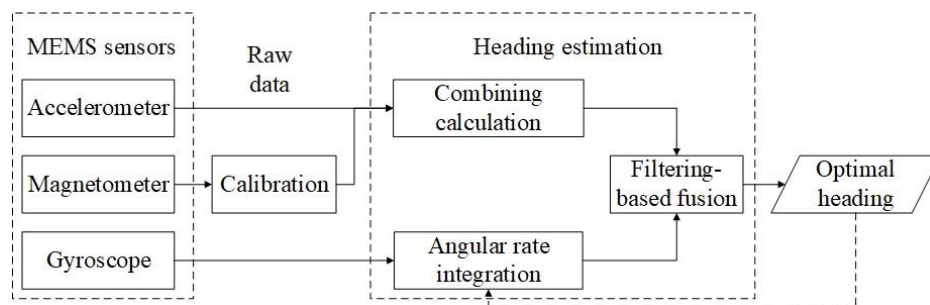 MEMS sensors
Raw
data
Heading estimation
Accelerometer
Combining
calculation
Magnetometer
Calibration
Filtering-
based fusion
Optimal
heading
Gyroscope
Angular rate
integration